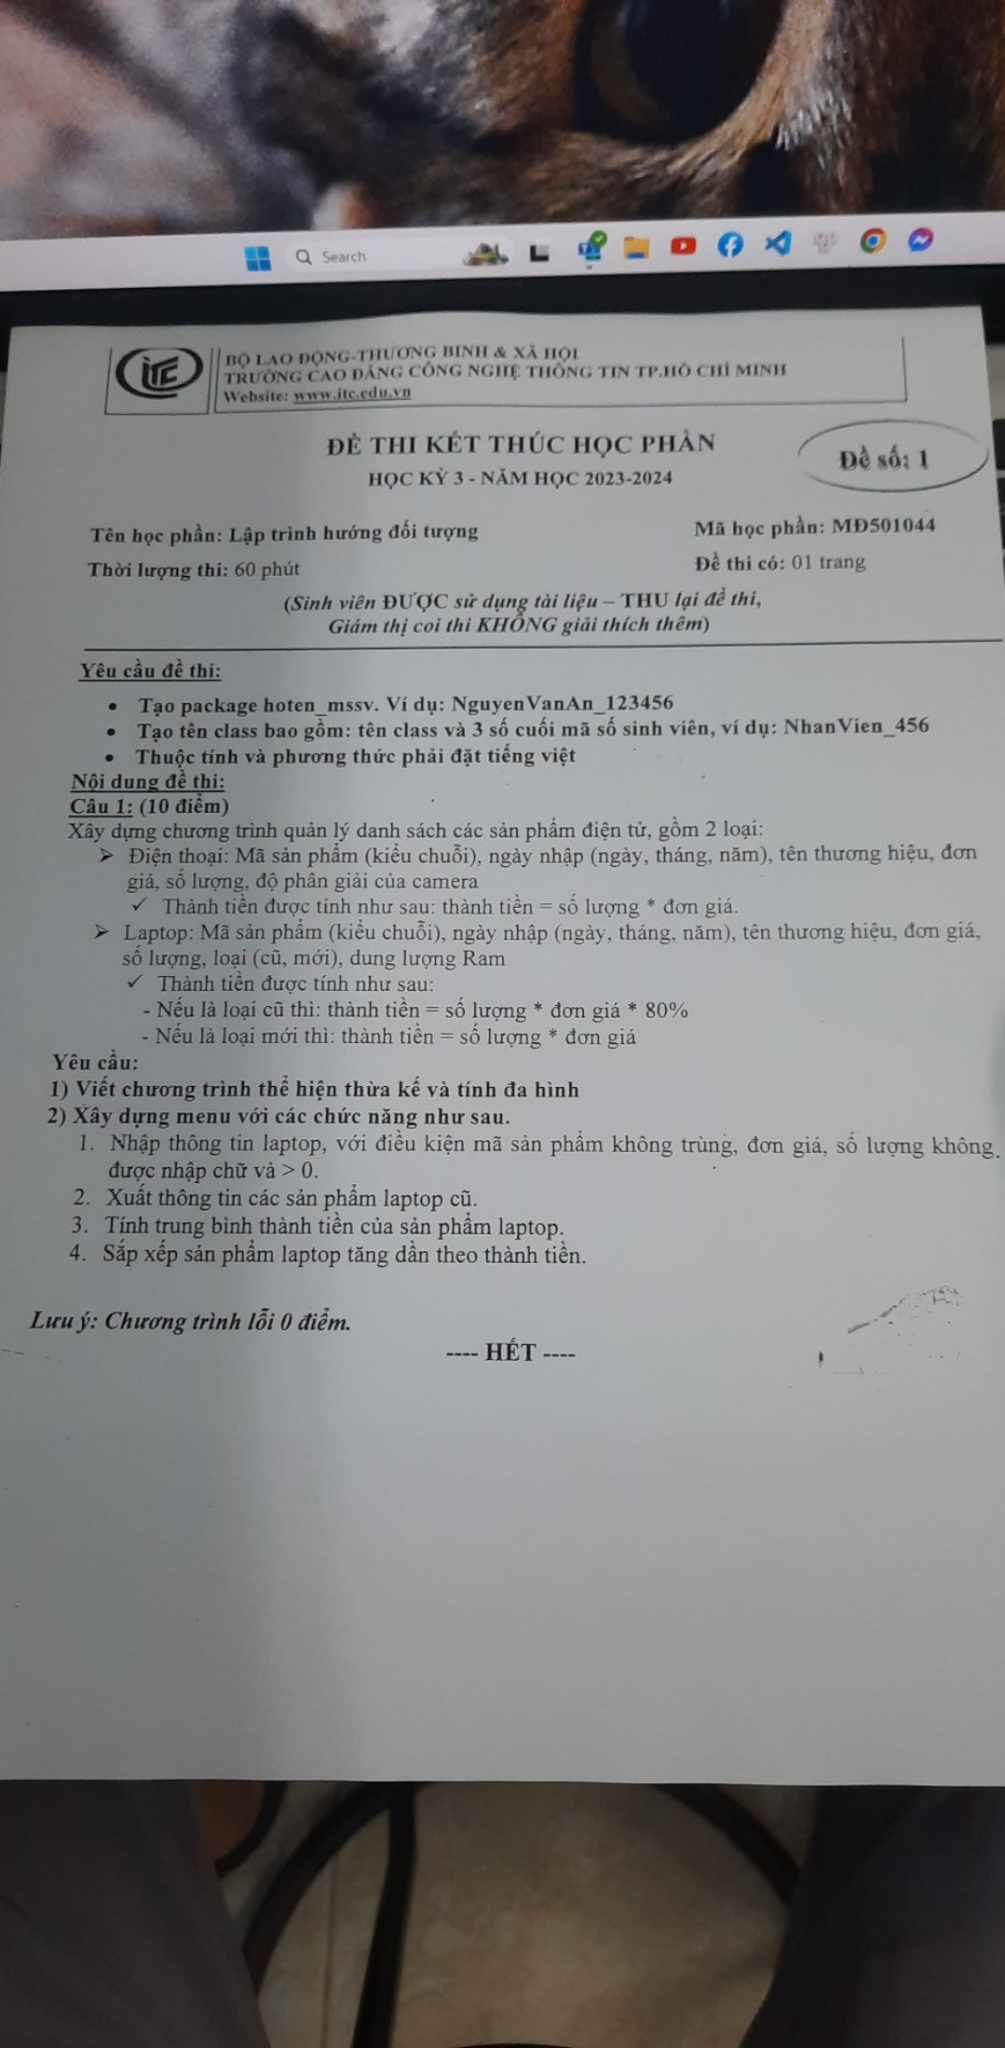 Search
ITC
BỘ LAO ĐỘNG-THƯƠNG BINH & XÃ HỘI
TRƯỜNG CAO ĐẲNG CÔNG NGHỆ THÔNG TIN TP.HỒ CHÍ MINH
Website: www.itc.edu.vn
ĐỀ THI KẾT THÚC HỌC PHẦN
Đề số: 1
HỌC KỲ 3 - NĂM HỌC 2023-2024
Tên học phần: Lập trình hướng đối tượng Mã học phần: MĐ501044
Thời lượng thi: 60 phút Đề thi có: 01 trang
(Sinh viên ĐƯỢC sử dụng tài liệu – THU lại đề thi,
Giám thị coi thi KHÔNG giải thích thêm)
Yêu cầu đề thi:
• Tạo package hoten_mssv. Ví dụ: NguyenVanAn_123456
• Tạo tên class bao gồm: tên class và 3 số cuối mã số sinh viên, ví dụ: NhanVien_456
• Thuộc tính và phương thức phải đặt tiếng việt
Nội dung đề thi:
Câu 1: (10 điểm)
Xây dựng chương trình quản lý danh sách các sản phẩm điện tử, gồm 2 loại:
➢ Điện thoại: Mã sản phẩm (kiểu chuỗi), ngày nhập (ngày, tháng, năm), tên thương hiệu, đơn
giá, số lượng, độ phân giải của camera
✓ Thành tiền được tính như sau: thành tiền = số lượng * đơn giá.
➢ Laptop: Mã sản phẩm (kiểu chuỗi), ngày nhập (ngày, tháng, năm), tên thương hiệu, đơn giá,
số lượng, loại (cũ, mới), dung lượng Ram
✓ Thành tiền được tính như sau:
- Nếu là loại cũ thì: thành tiền = số lượng * đơn giá * 80%
- Nếu là loại mới thì: thành tiền = số lượng * đơn giá
Yêu cầu:
1) Viết chương trình thể hiện thừa kế và tính đa hình
2) Xây dựng menu với các chức năng như sau.
1. Nhập thông tin laptop, với điều kiện mã sản phẩm không trùng, đơn giá, số lượng không
được nhập chữ và > 0.
2. Xuất thông tin các sản phẩm laptop cũ.
3. Tính trung bình thành tiền của sản phẩm laptop.
4. Sắp xếp sản phẩm laptop tăng dần theo thành tiền.
Lưu ý: Chương trình lỗi 0 điểm.
---- HẾT ----